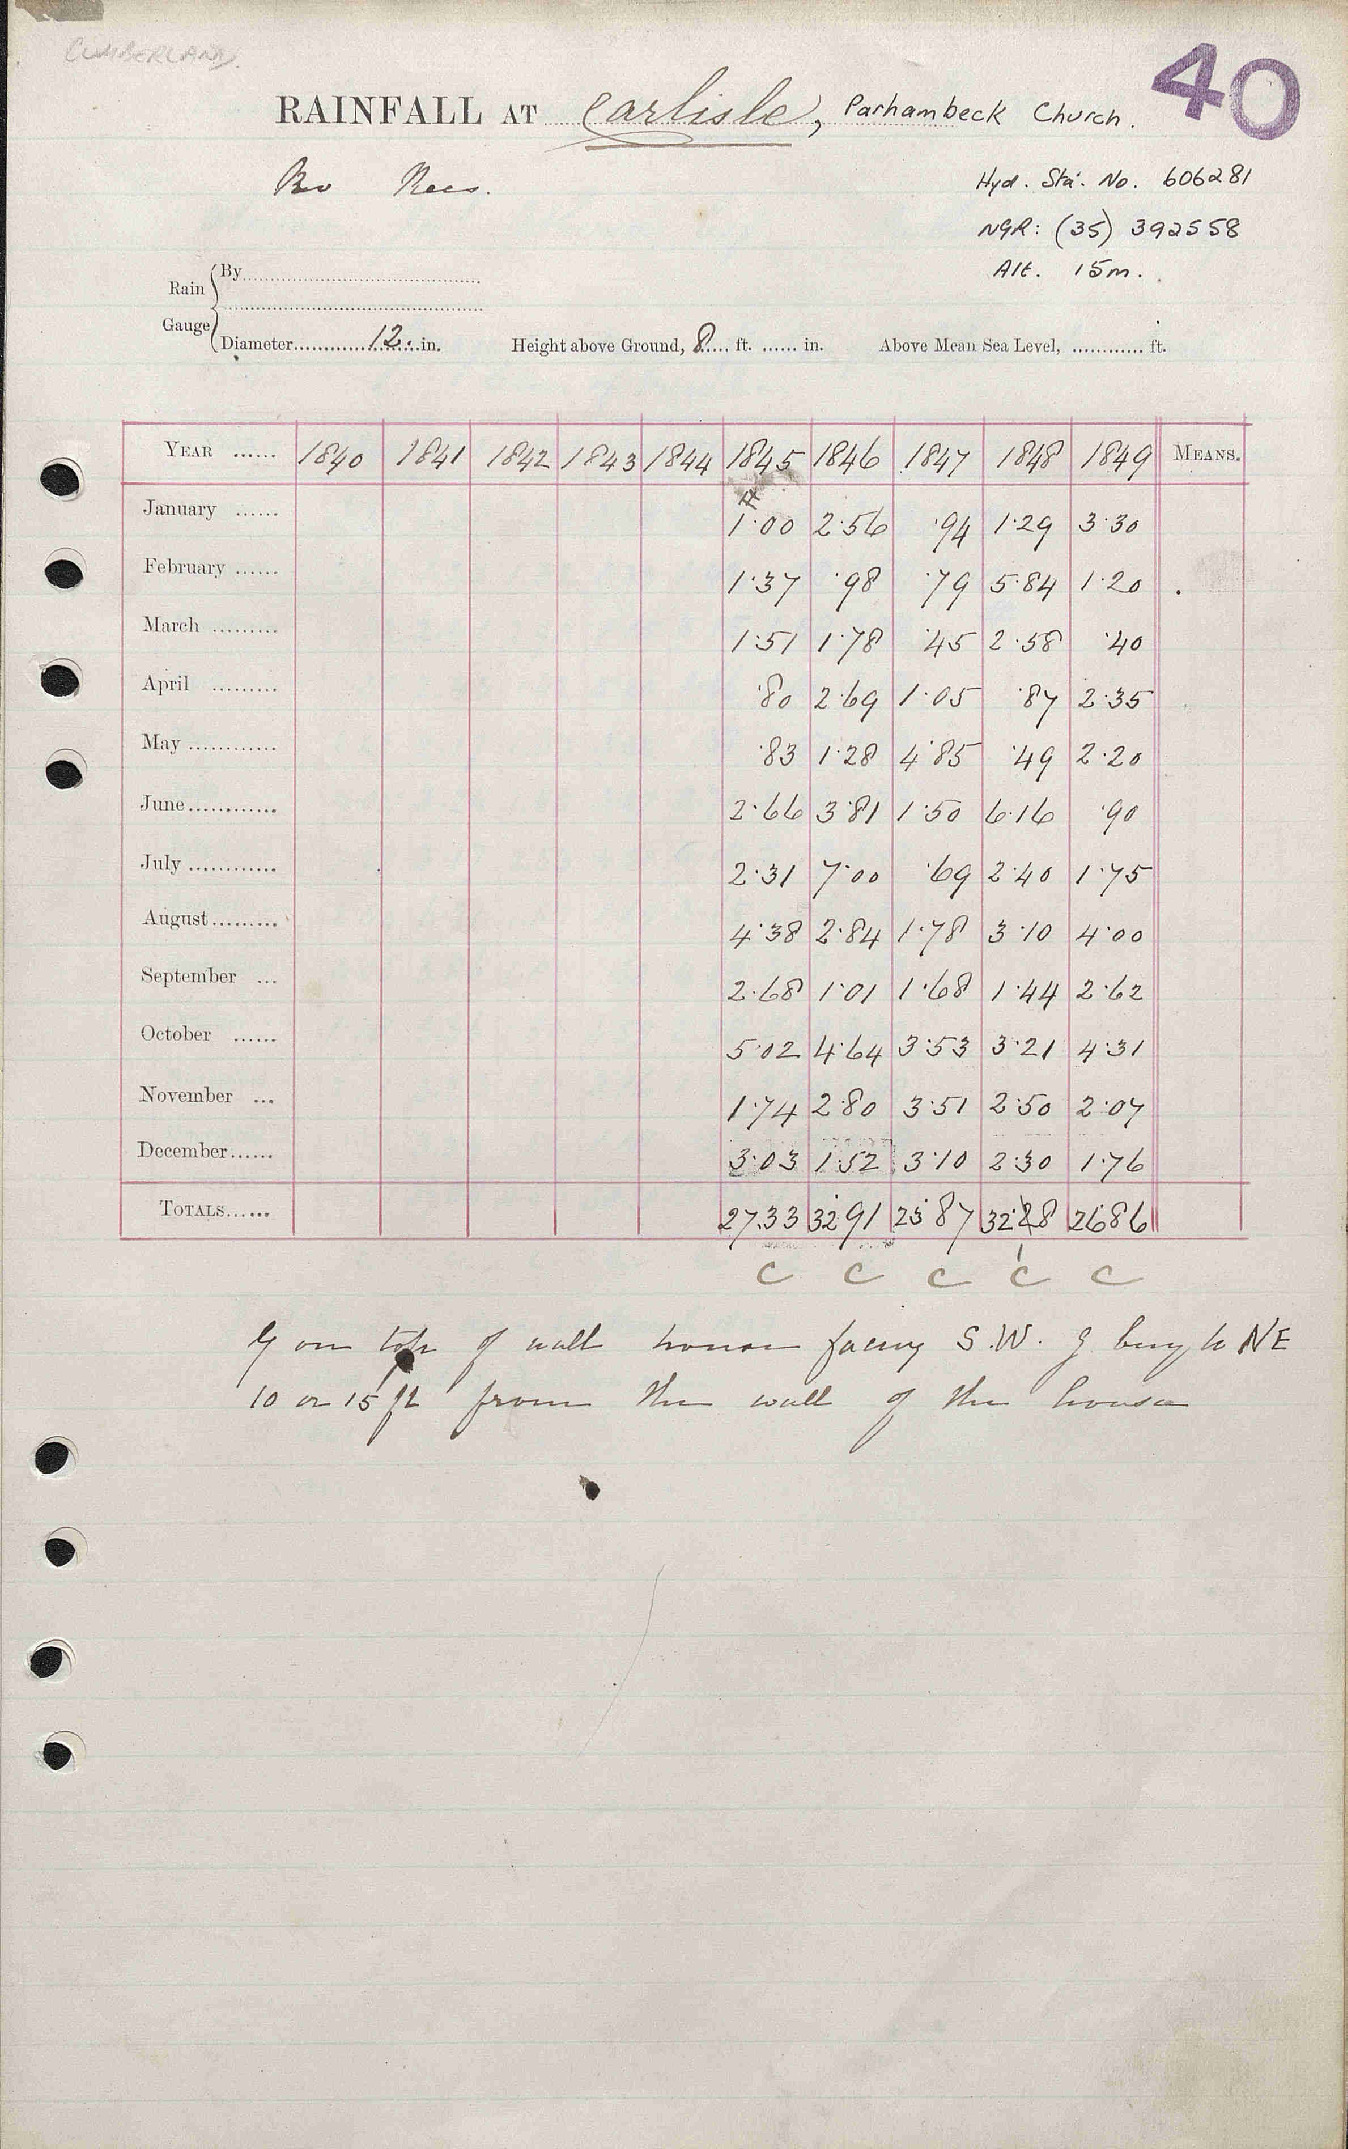 CUMBERLAND.
40
RAINFALL AT Carlisle, Parhambeck Church.
Hyd. Sta. No. 606281
NGR: (35) 392558
Alt. 15m.
Rain Gauge
By
Diameter 12. in. Height above Ground, 8 ft. in. Above Mean Sea Level, ft.
YEAR 1840 1841 1842 1843 1844 1845 1846 1847 1848 1849 MEANS.
January 1·00 2·56 ·94 1·29 3·30
February 1·37 ·98 ·79 5·84 1·20
March 1·51 1·78 ·45 2·58 ·40
April ·80 2·69 1·05 ·87 2·35
May ·83 1·28 4·85 ·49 2·20
June 2·66 3·81 1·50 6·16 ·90
July 2·31 7·00 ·69 2·40 1·75
August 4·38 2·84 1·78 3·10 4·00
September 2·68 1·01 1·68 1·44 2·62
October 5·02 4·64 3·53 3·21 4·31
November 1·74 2·80 3·51 2·50 2·07
December 3·03 1·52 3·10 2·30 1·76
TOTALS 27.33 32·91 23·87 32·8 26·86
C C C C C
G on top of wall house facing S.W. g being to NE
10 or 15 ft from the wall of the house